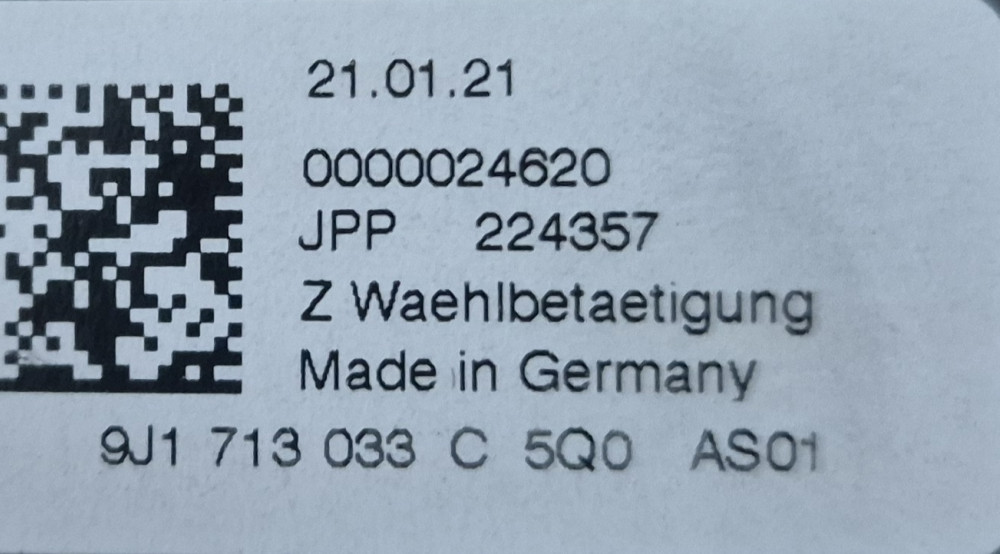 21.01.21
0000024620
JPP 224357
Z Waehlbetaetigung
Made in Germany
9J1 713 033 C 5Q0 AS01